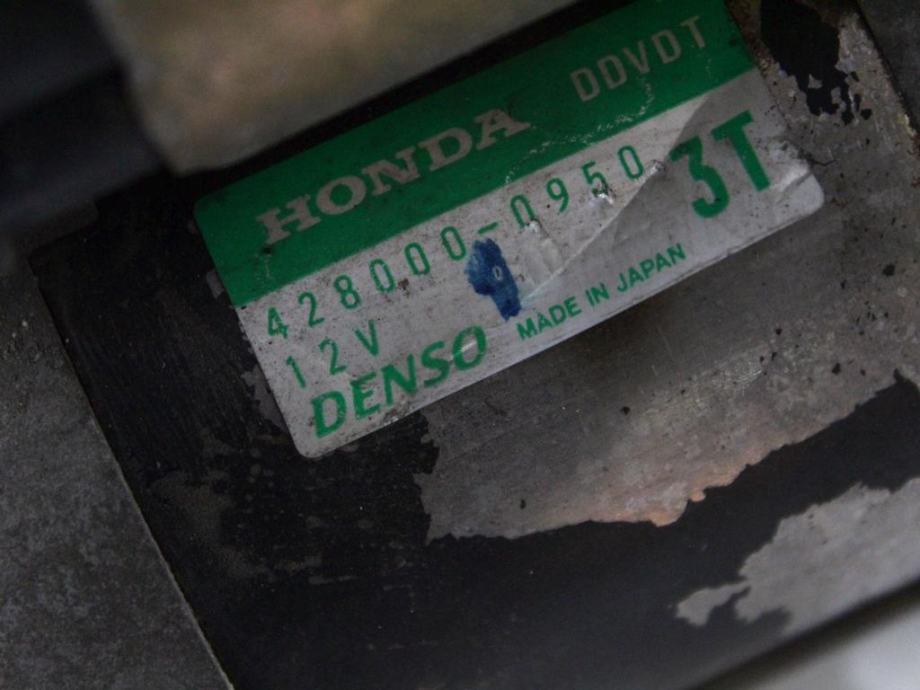 HONDA DDVDT
428000-0950 3T
12V
DENSO MADE IN JAPAN